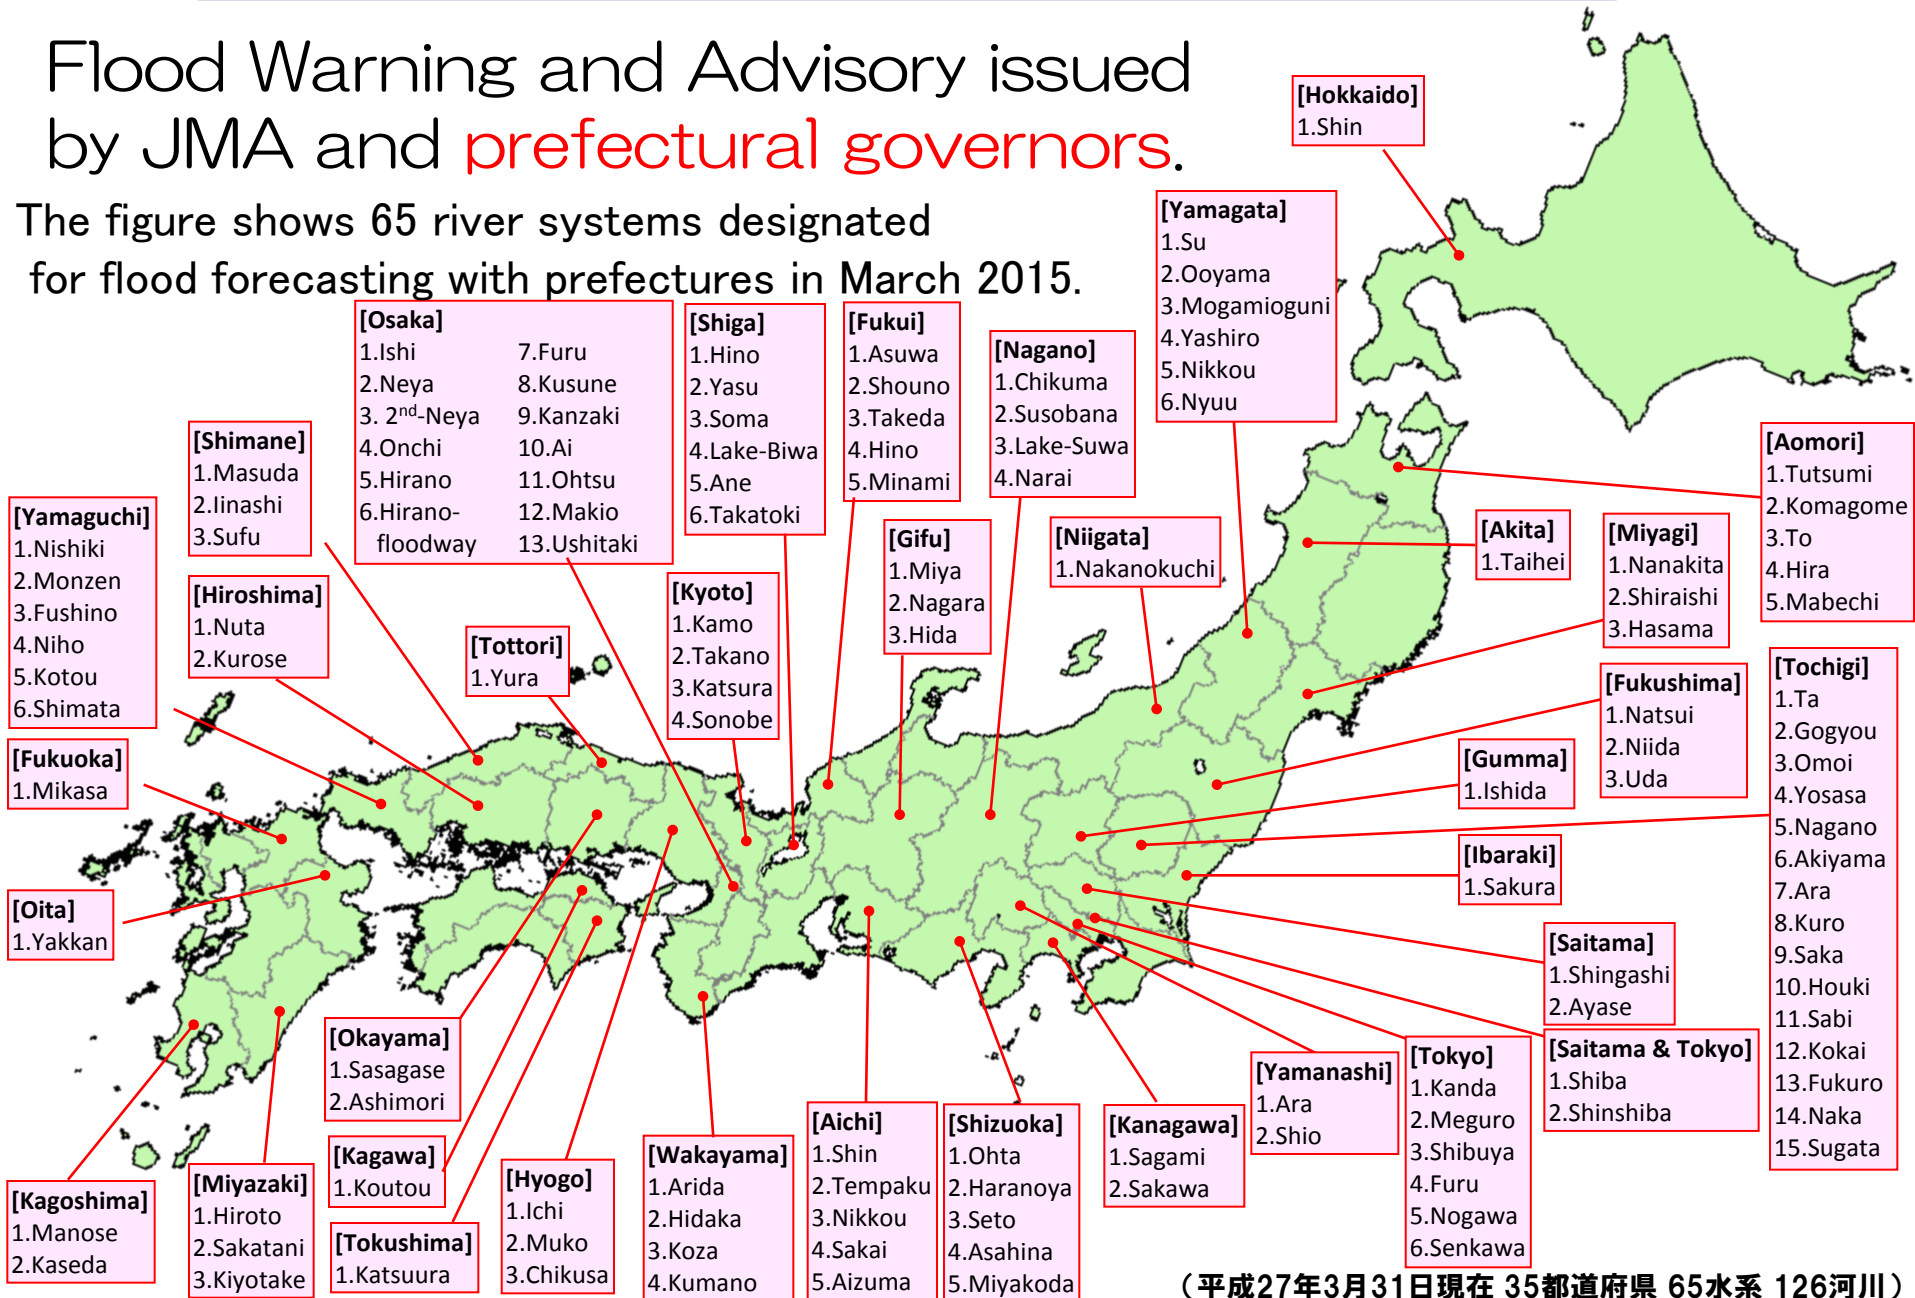 Flood Warning and Advisory issued
by JMA and prefectural governors.
The figure shows 65 river systems designated
for flood forecasting with prefectures in March 2015.
[Hokkaido]
1.Shin
[Yamagata]
1.Su
2.Ooyama
3.Mogamioguni
4.Yashiro
5.Nikkou
6.Nyuu
[Osaka]
1.Ishi
2.Neya
3. 2nd-Neya
4.Onchi
5.Hirano
6.Hirano-
floodway
7.Furu
8.Kusune
9.Kanzaki
10.Ai
11.Ohtsu
12.Makio
13.Ushitaki
[Shiga]
1.Hino
2.Yasu
3.Soma
4.Lake-Biwa
5.Ane
6.Takatoki
[Fukui]
1.Asuwa
2.Shouno
3.Takeda
4.Hino
5.Minami
[Nagano]
1.Chikuma
2.Susobana
3.Lake-Suwa
4.Narai
[Shimane]
1.Masuda
2.Iinashi
3.Sufu
[Aomori]
1.Tutsumi
2.Komagome
3.To
4.Hira
5.Mabechi
[Yamaguchi]
1.Nishiki
2.Monzen
3.Fushino
4.Niho
5.Kotou
6.Shimata
[Hiroshima]
1.Nuta
2.Kurose
[Tottori]
1.Yura
[Kyoto]
1.Kamo
2.Takano
3.Katsura
4.Sonobe
[Gifu]
1.Miya
2.Nagara
3.Hida
[Niigata]
1.Nakanokuchi
[Akita]
1.Taihei
[Miyagi]
1.Nanakita
2.Shiraishi
3.Hasama
[Fukushima]
1.Natsui
2.Niida
3.Uda
[Tochigi]
1.Ta
2.Gogyou
3.Omoi
4.Yosasa
5.Nagano
6.Akiyama
7.Ara
8.Kuro
9.Saka
10.Houki
11.Sabi
12.Kokai
13.Fukuro
14.Naka
15.Sugata
[Fukuoka]
1.Mikasa
[Gumma]
1.Ishida
[Ibaraki]
1.Sakura
[Oita]
1.Yakkan
[Saitama]
1.Shingashi
2.Ayase
[Okayama]
1.Sasagase
2.Ashimori
[Saitama & Tokyo]
1.Shiba
2.Shinshiba
[Yamanashi]
1.Ara
2.Shio
[Tokyo]
1.Kanda
2.Meguro
3.Shibuya
4.Furu
5.Nogawa
6.Senkawa
[Kagoshima]
1.Manose
2.Kaseda
[Miyazaki]
1.Hiroto
2.Sakatani
3.Kiyotake
[Kagawa]
1.Koutou
[Tokushima]
1.Katsuura
[Hyogo]
1.Ichi
2.Muko
3.Chikusa
[Wakayama]
1.Arida
2.Hidaka
3.Koza
4.Kumano
[Aichi]
1.Shin
2.Tempaku
3.Nikkou
4.Sakai
5.Aizuma
[Shizuoka]
1.Ohta
2.Haranoya
3.Seto
4.Asahina
5.Miyakoda
[Kanagawa]
1.Sagami
2.Sakawa
（平成27年3月31日現在 35都道府県 65水系 126河川）